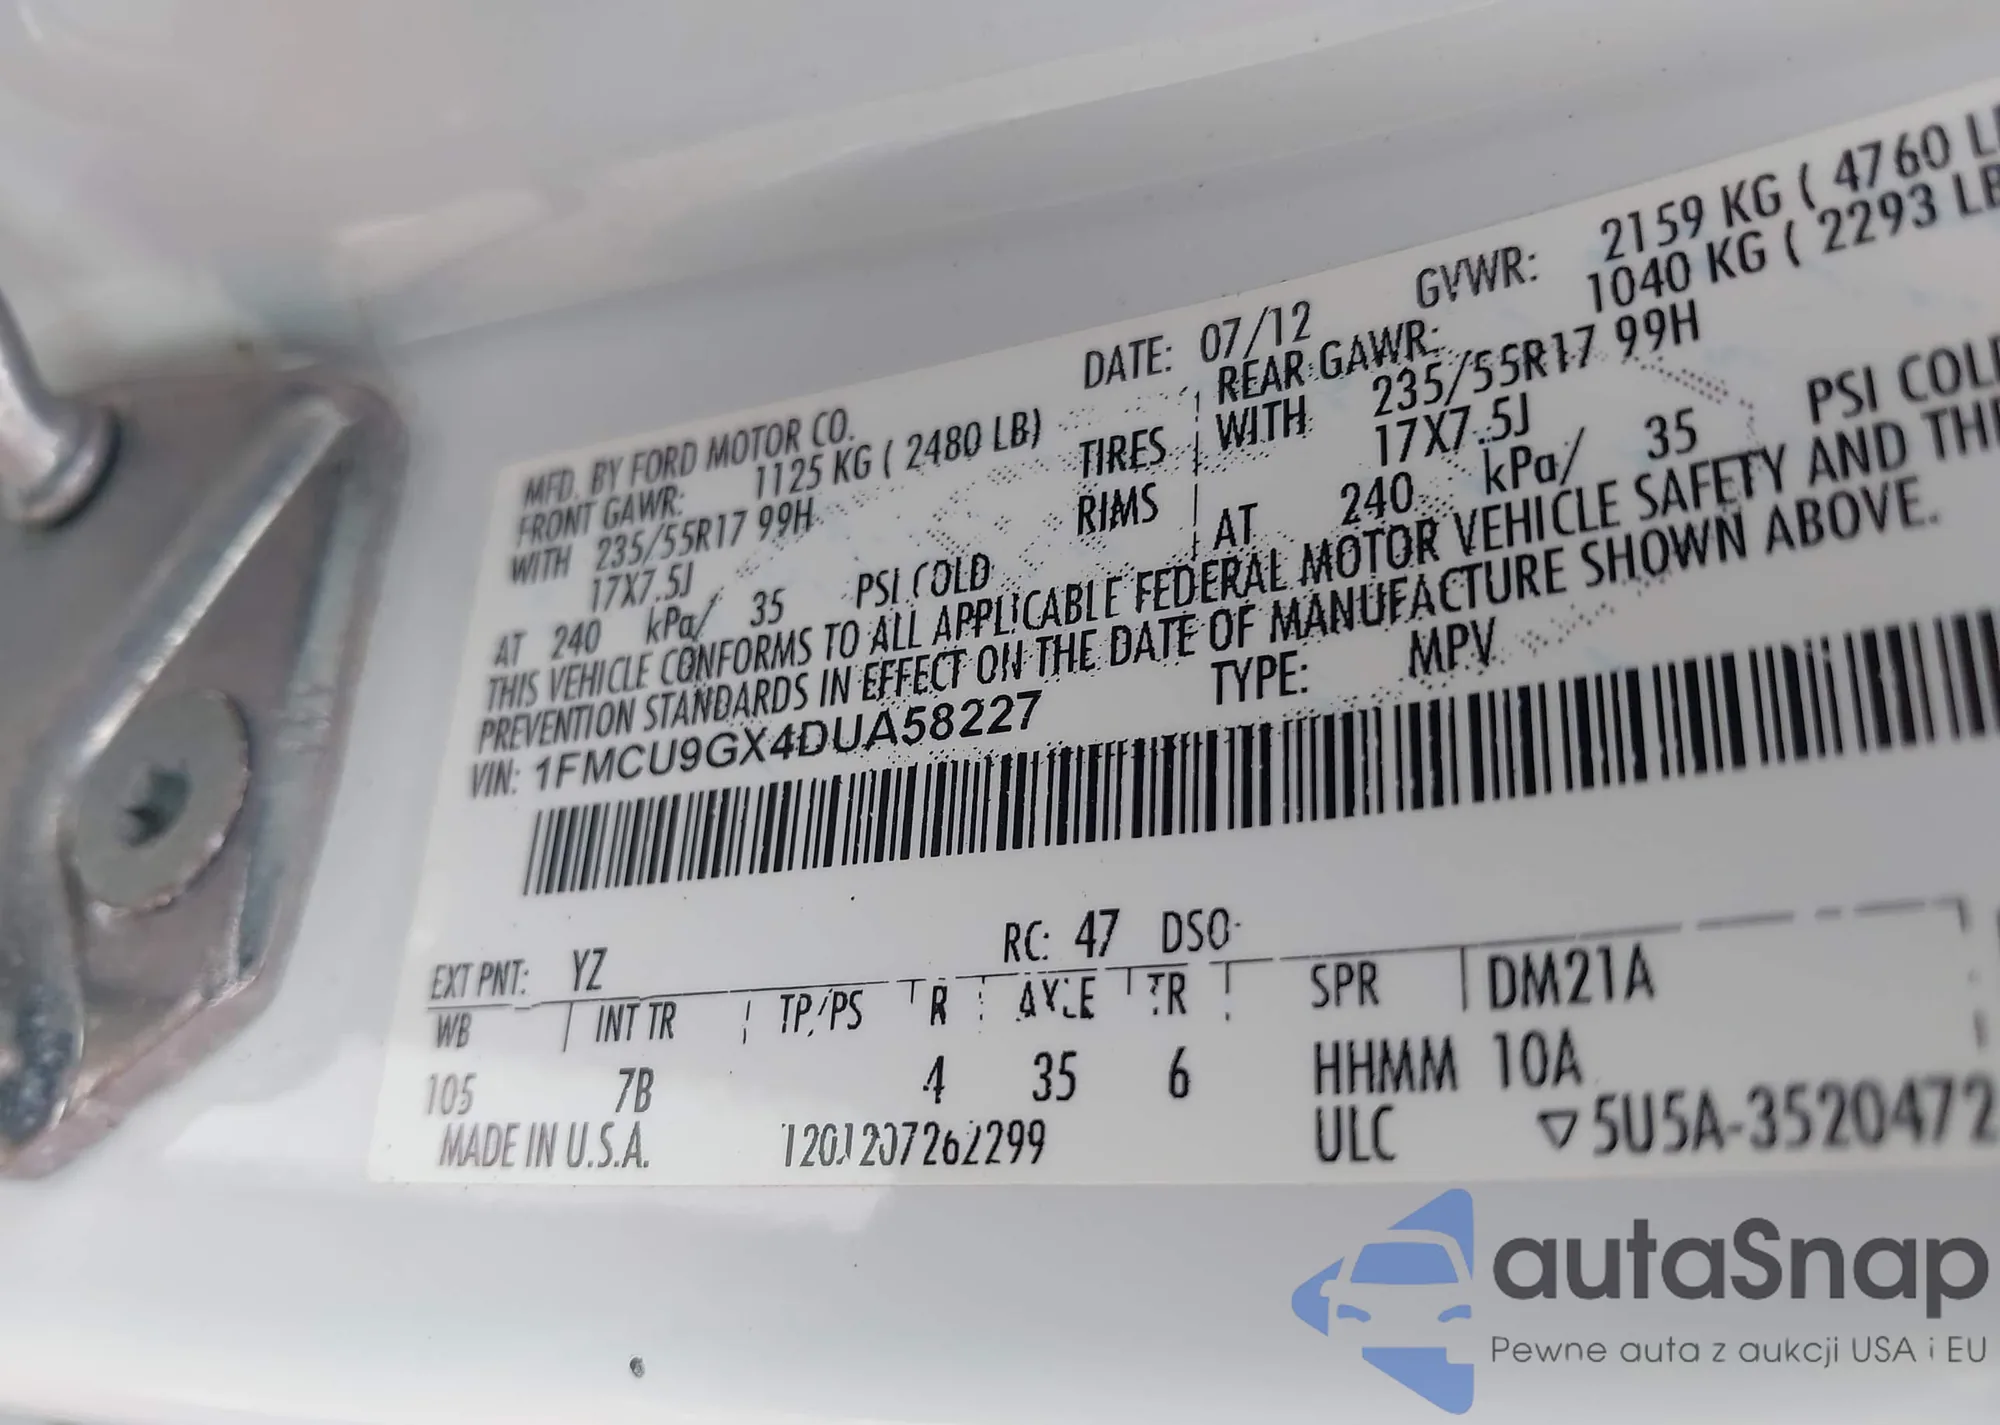 MFD. BY FORD MOTOR CO. DATE: 07/12 GVWR: 2159 KG ( 4760
FRONT GAWR: 1125 KG ( 2480 LB) REAR GAWR: 1040 KG ( 2293 LB
WITH 235/55R17 99H TIRES WITH 235/55R17 99H
17X7.5J RIMS 17X7.5J
AT 240 kPa/ 35 PSI COLD AT 240 kPa/ 35 PSI COLD
THIS VEHICLE CONFORMS TO ALL APPLICABLE FEDERAL MOTOR VEHICLE SAFETY AND
PREVENTION STANDARDS IN EFFECT ON THE DATE OF MANUFACTURE SHOWN ABOVE.
VIN: 1FMCU9GX4DUA58227 TYPE: MPV
EXT PNT: YZ RC: 47 DSO:
WB INT TR TP/PS R AXLE TR SPR DM21A
105 7B 4 35 6 HHMM 10A
MADE IN U.S.A. ULC ▽5U5A-3520472
autaSnap
Pewne auta z aukcji USA i EU